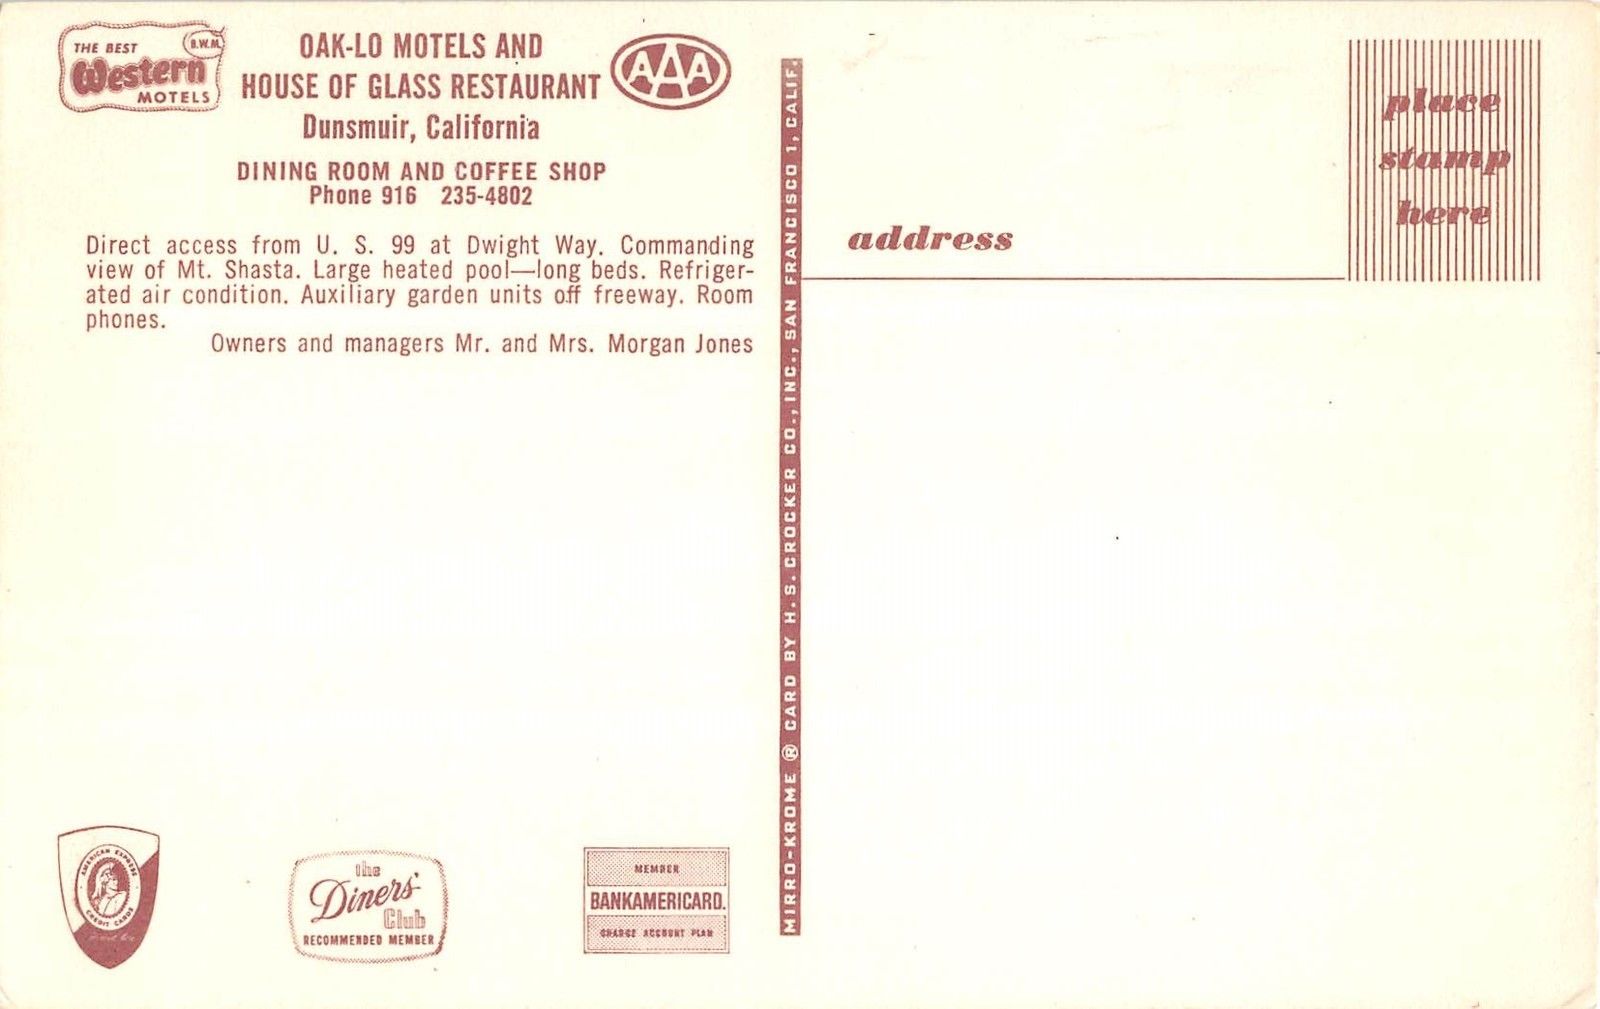 THE BEST
B.W.M.
Western
MOTELS
OAK-LO MOTELS AND
HOUSE OF GLASS RESTAURANT
AAA
Dunsmuir, California
DINING ROOM AND COFFEE SHOP
Phone 916 235-4802
Direct access from U. S. 99 at Dwight Way. Commanding
view of Mt. Shasta. Large heated pool—long beds. Refriger-
ated air condition. Auxiliary garden units off freeway. Room
phones.
Owners and managers Mr. and Mrs. Morgan Jones
AMERICAN EXPRESS
CREDIT CARDS
the
Diners'
Club
RECOMMENDED MEMBER
MEMBER
BANKAMERICARD.
CHARGE ACCOUNT PLAN
MIRRO-KROME ® CARD BY H. S. CROCKER CO., INC., SAN FRANCISCO 1, CALIF.
address
place
stamp
here